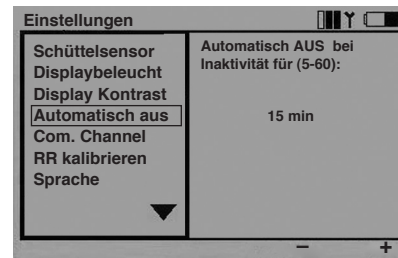 Einstellungen
Schüttelsensor
Displaybeleucht
Display Kontrast
Automatisch aus
Com. Channel
RR kalibrieren
Sprache
Automatisch AUS bei
Inaktivität für (5-60):
15 min
− +